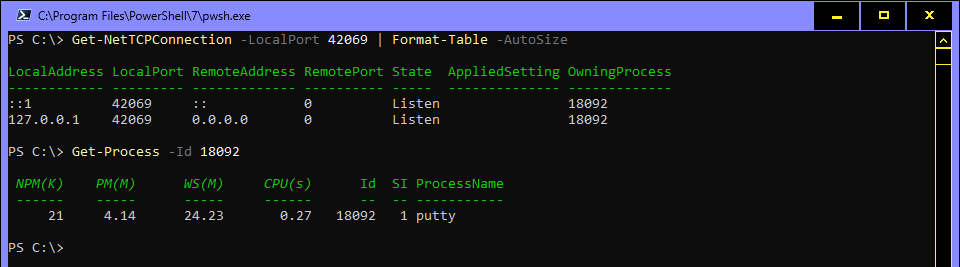 C:\Program Files\PowerShell\7\pwsh.exe
PS C:\> Get-NetTCPConnection -LocalPort 42069 | Format-Table -AutoSize
LocalAddress LocalPort RemoteAddress RemotePort State  AppliedSetting OwningProcess
------------ --------- ------------- ---------- -----  -------------- -------------
::1          42069     ::            0          Listen                18092
127.0.0.1    42069     0.0.0.0       0          Listen                18092
PS C:\> Get-Process -Id 18092
 NPM(K)    PM(M)      WS(M)     CPU(s)      Id  SI ProcessName
 ------    -----      -----     ------      --  -- -----------
     21     4.14      24.23       0.27   18092   1 putty
PS C:\>